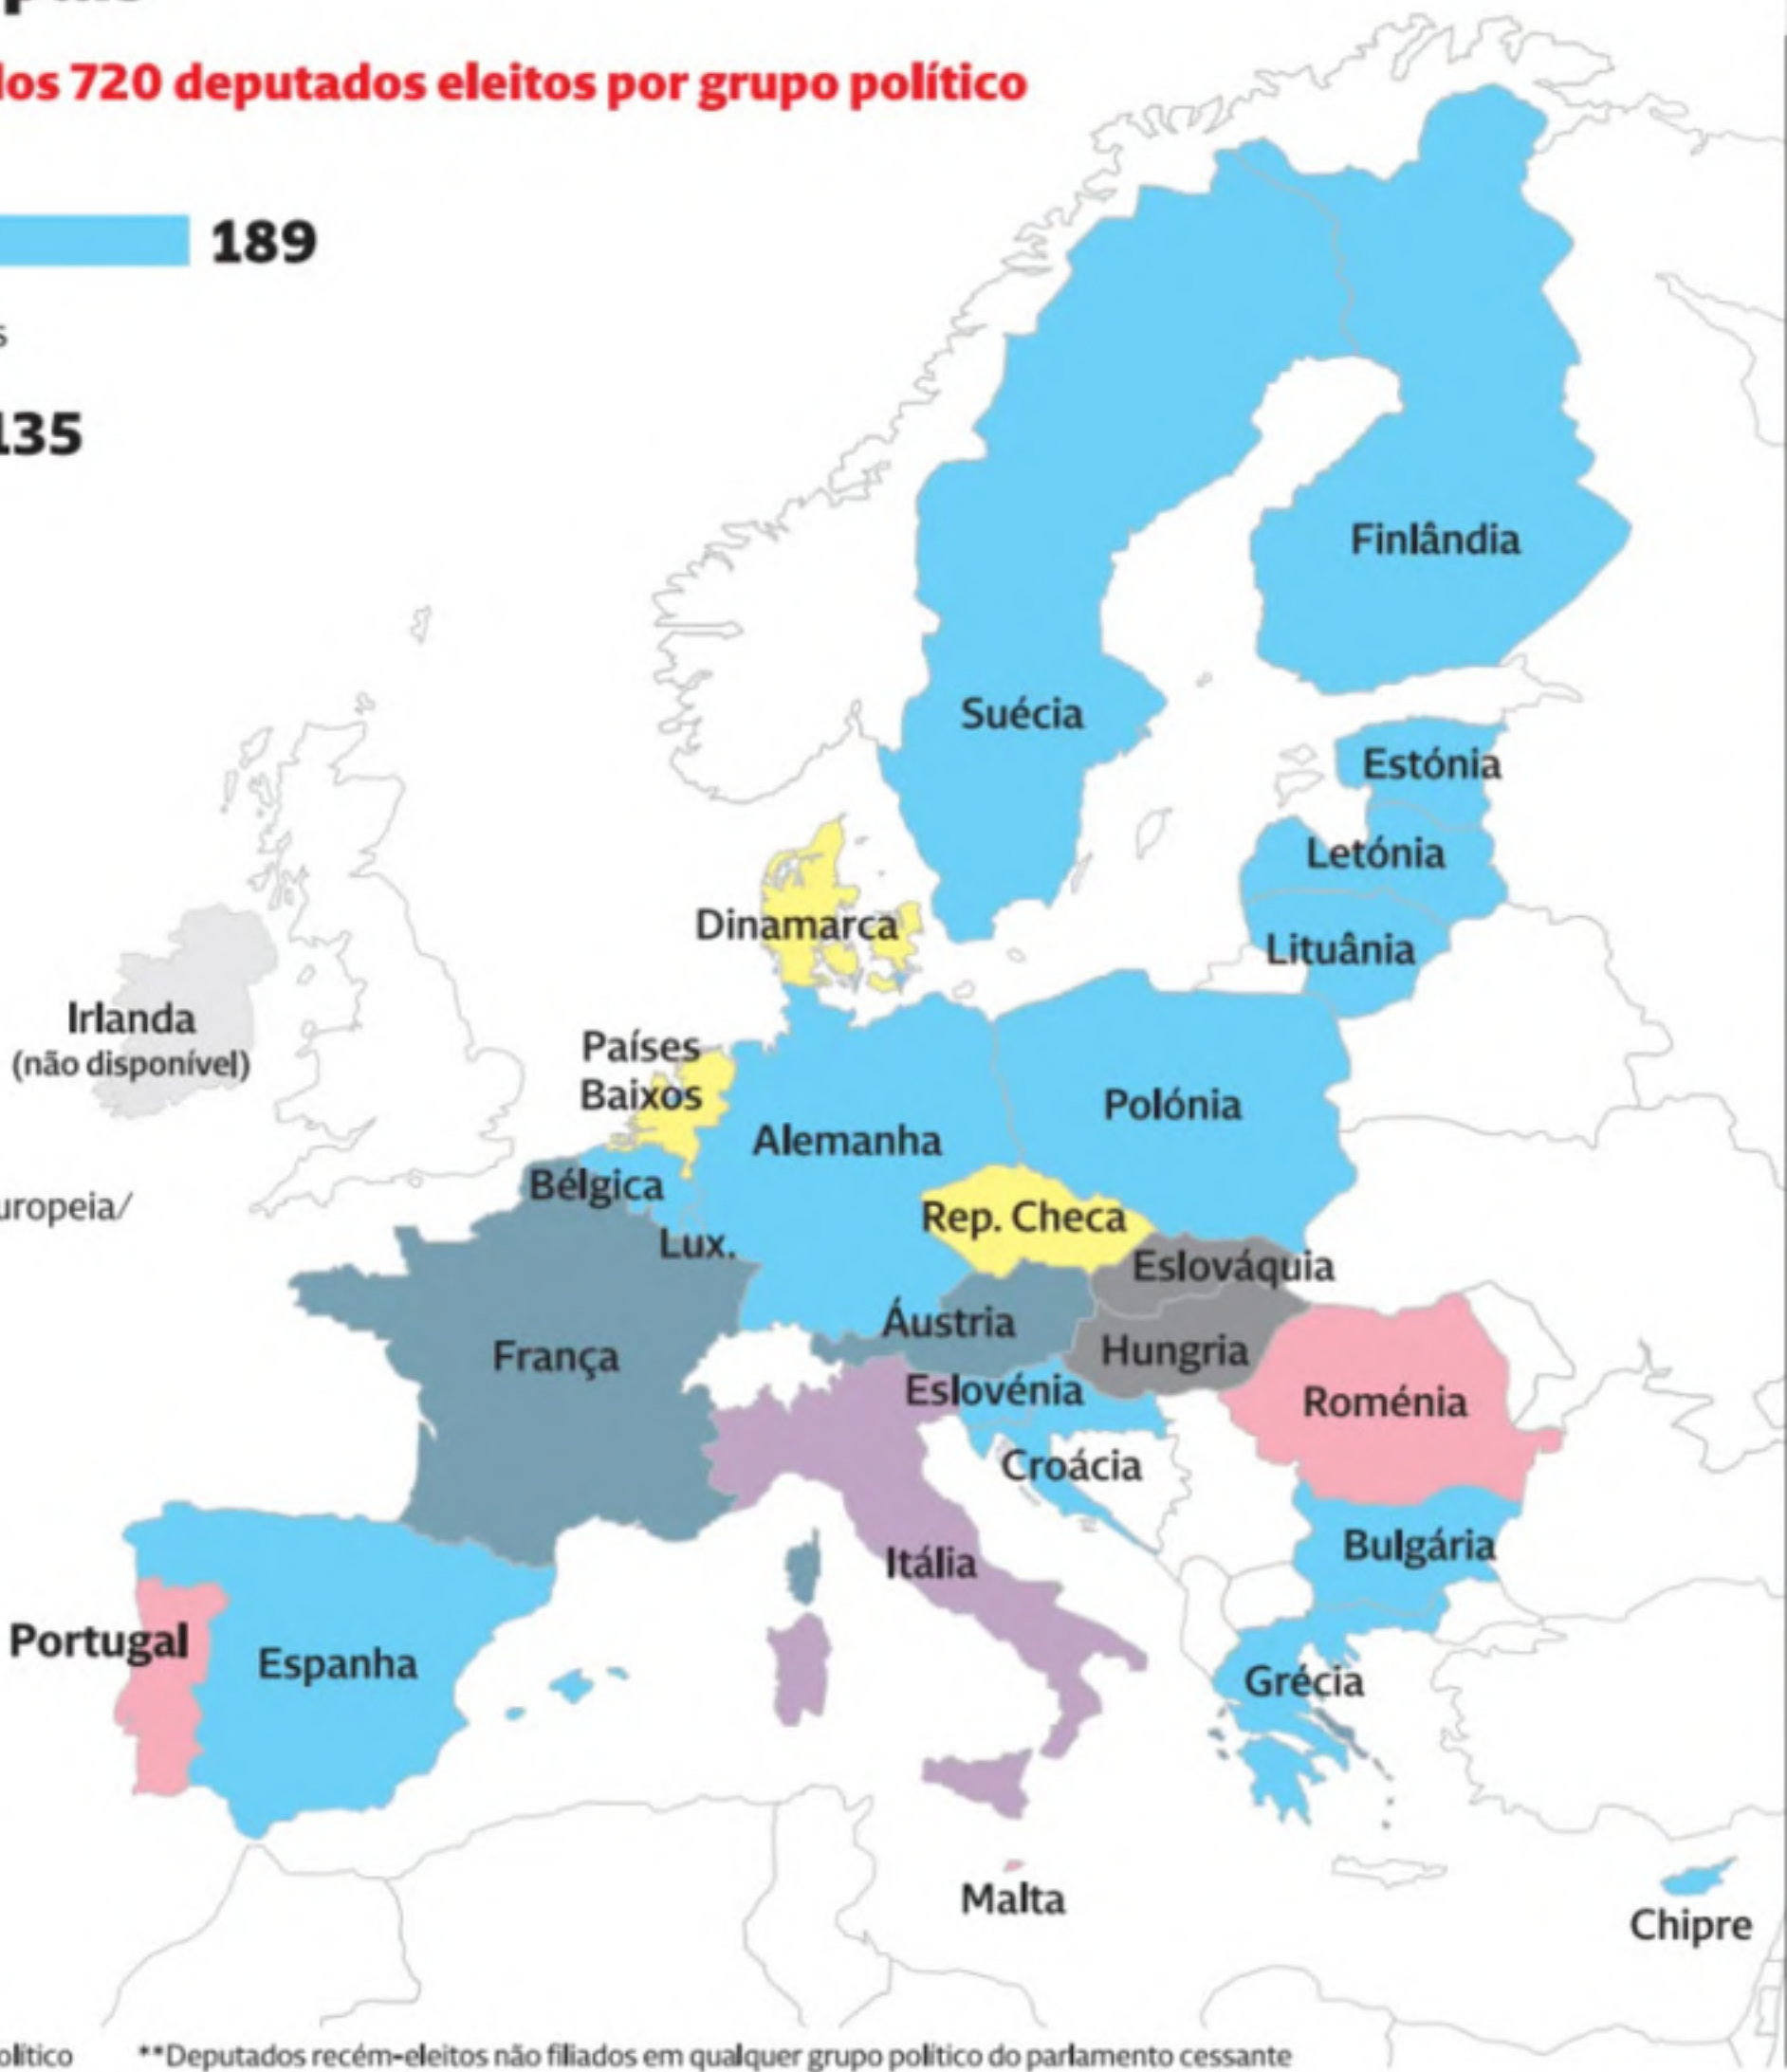 los 720 deputados eleitos por grupo político
189
135
Finlândia
Suécia
Estónia
Letónia
Lituânia
Dinamarca
Irlanda
(não disponível)
Países
Baixos
Polónia
Alemanha
Bélgica
uropeia/
Rep. Checa
Lux.
Eslováquia
Áustria
França
Hungria
Eslovénia
Roménia
Croácia
Bulgária
Itália
Portugal
Espanha
Grécia
Malta
Chipre
olítico
**Deputados recém-eleitos não filiados em qualquer grupo político do parlamento cessante